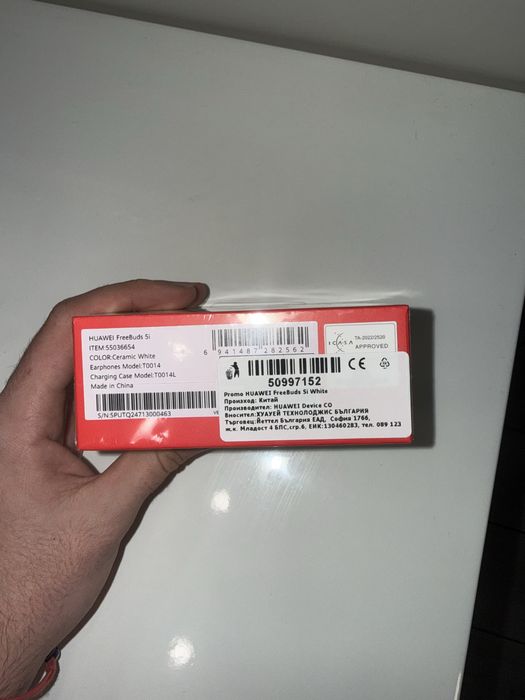 HUAWEI FreeBuds 5i
ITEM:55036654
COLOR:Ceramic White
Earphones Model:T0014
Charging Case Model:T0014L
Made in China
S/N:5PUTQ24713000463
6 941487 282562
ICASA
TA-2022/2520
APPROVED
50997152
CE
Promo HUAWEI FreeBuds 5i White
Произход: Китай
Производител: HUAWEI Device CO
Вносител:ХУАУЕЙ ТЕХНОЛОДЖИС БЪЛГАРИЯ
Търговец:Йеттел България ЕАД, София 1766,
ж.к. Младост 4 БПС,сгр.6, ЕИК:130460283, тел. 089 123